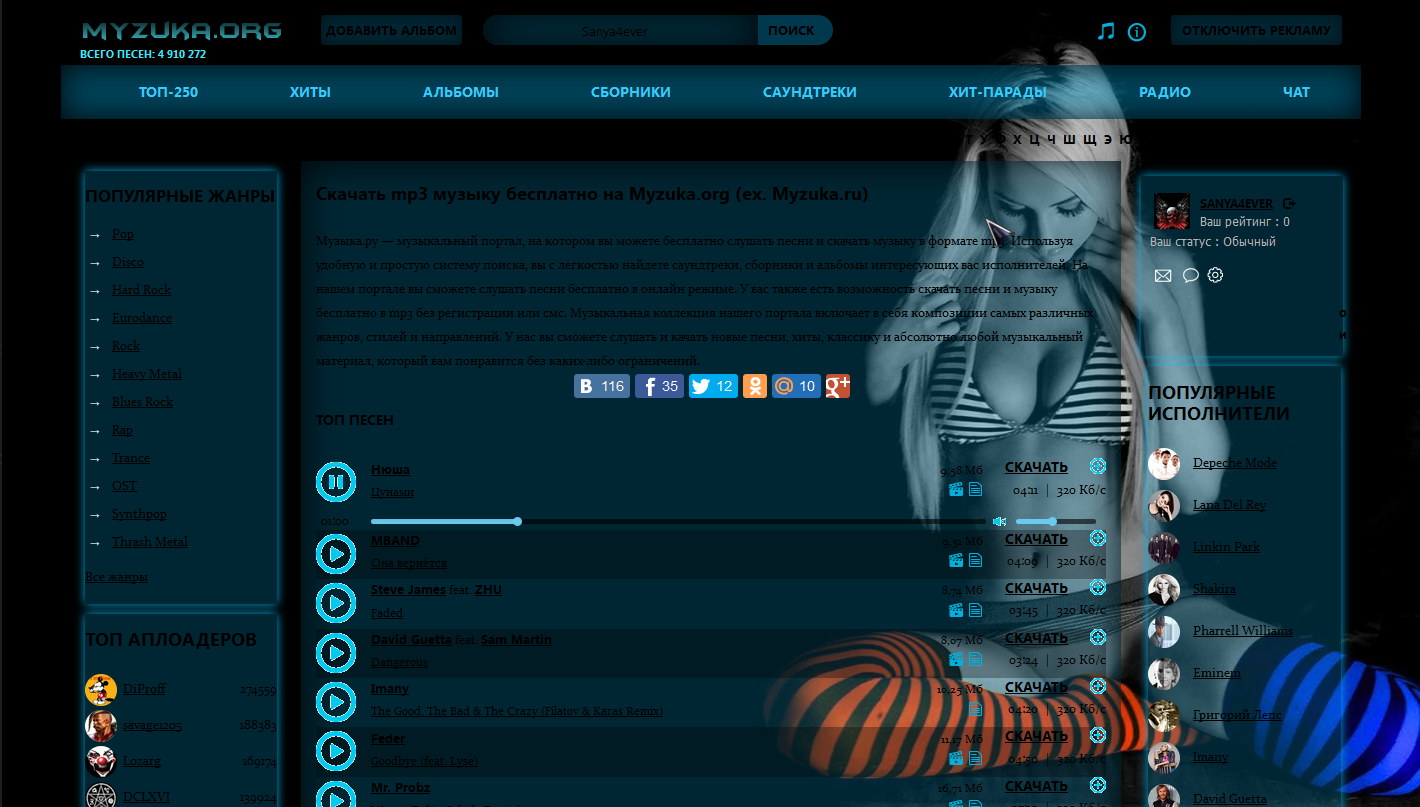 MYZUKA.ORG
ВСЕГО ПЕСЕН: 4 910 272
ДОБАВИТЬ АЛЬБОМ
Sanya4ever
ПОИСК
ОТКЛЮЧИТЬ РЕКЛАМУ
ТОП-250 ХИТЫ АЛЬБОМЫ СБОРНИКИ САУНДТРЕКИ ХИТ-ПАРАДЫ РАДИО ЧАТ
Т У Ф Х Ц Ч Ш Щ Э Ю
ПОПУЛЯРНЫЕ ЖАНРЫ
→ Pop
→ Disco
→ Hard Rock
→ Eurodance
→ Rock
→ Heavy Metal
→ Blues Rock
→ Rap
→ Trance
→ OST
→ Synthpop
→ Thrash Metal
Все жанры
ТОП АПЛОАДЕРОВ
DiProff 274559
savage1205 188383
Lozarg 169174
DCLXVI 139924
Скачать mp3 музыку бесплатно на Myzuka.org (ex. Myzuka.ru)
Музыка.ру — музыкальный портал, на котором вы можете бесплатно слушать песни и скачать музыку в формате mp3. Используя
удобную и простую систему поиска, вы с легкостью найдете саундтреки, сборники и альбомы интересующих вас исполнителей. На
нашем портале вы сможете слушать песни бесплатно в онлайн режиме. У вас также есть возможность скачать песни и музыку
бесплатно в mp3 без регистрации или смс. Музыкальная коллекция нашего портала включает в себя композиции самых различных
жанров, стилей и направлений. У нас вы сможете слушать и качать новые песни, хиты, классику и абсолютно любой музыкальный
материал, который вам понравится без каких-либо ограничений.
116 35 12 10
ТОП ПЕСЕН
Нюша 9,58 Мб СКАЧАТЬ
Цунами 04:11 | 320 Кб/с
01:00
MBAND 9,51 Мб СКАЧАТЬ
Она вернётся 04:09 | 320 Кб/с
Steve James feat. ZHU 8,74 Мб СКАЧАТЬ
Faded 03:45 | 320 Кб/с
David Guetta feat. Sam Martin 8,07 Мб СКАЧАТЬ
Dangerous 03:24 | 320 Кб/с
Imany 10,25 Мб СКАЧАТЬ
The Good, The Bad & The Crazy (Filatov & Karas Remix) 04:20 | 320 Кб/с
Feder 11,17 Мб СКАЧАТЬ
Goodbye (feat. Lyse) 04:50 | 320 Кб/с
Mr. Probz 16,71 Мб СКАЧАТЬ
SANYA4EVER
Ваш рейтинг : 0
Ваш статус : Обычный
ПОПУЛЯРНЫЕ
ИСПОЛНИТЕЛИ
Depeche Mode
Lana Del Rey
Linkin Park
Shakira
Pharrell Williams
Eminem
Григорий Лепс
Imany
David Guetta